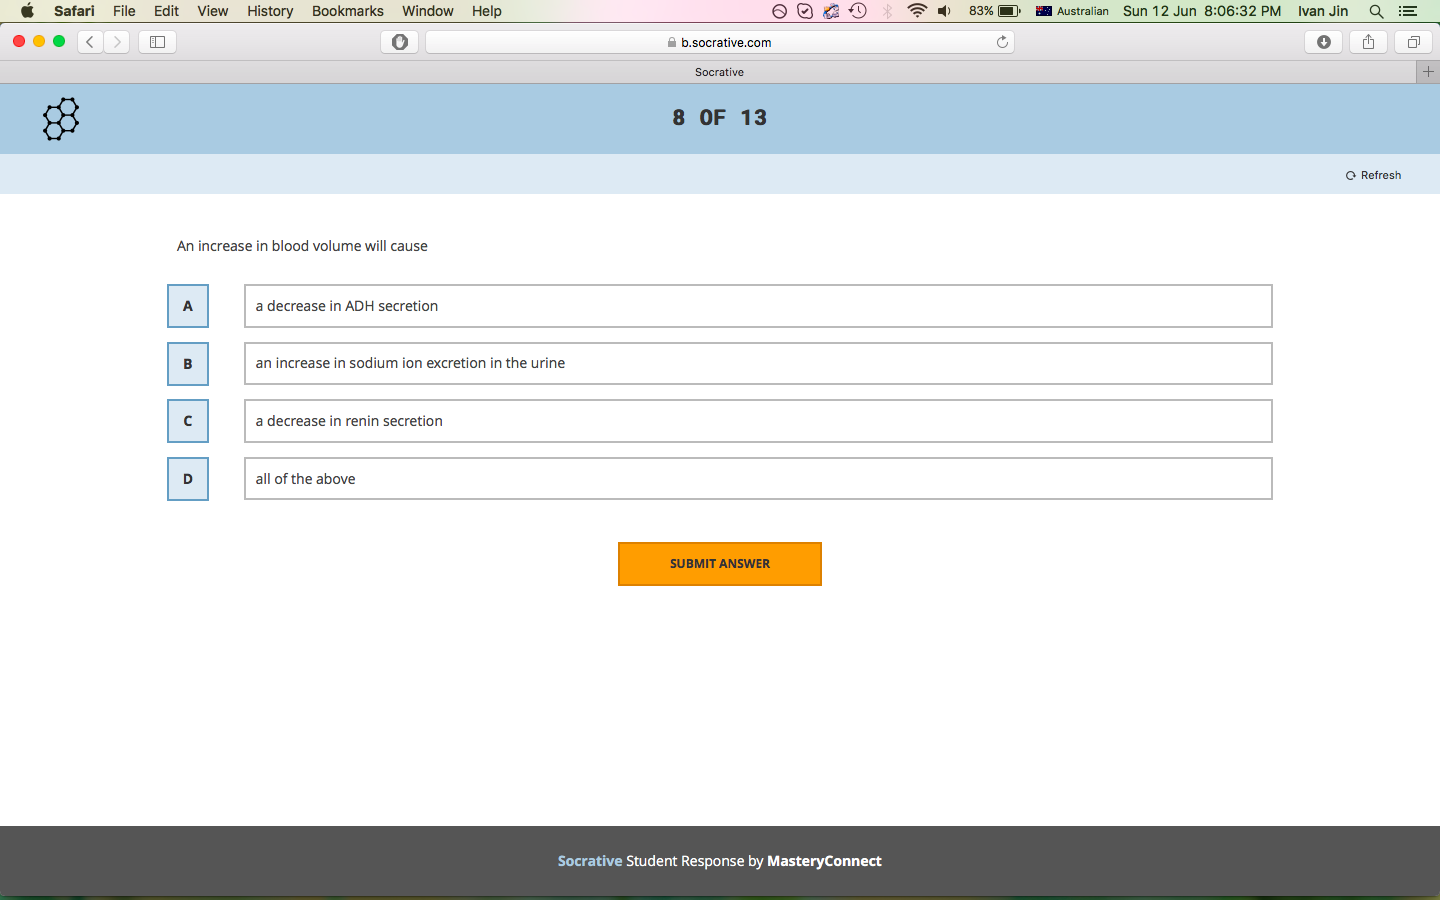 Safari File Edit View History Bookmarks Window Help 83% Australian Sun 12 Jun 8:06:32 PM Ivan Jin
b.socrative.com
Socrative
8 OF 13
Refresh
An increase in blood volume will cause
A a decrease in ADH secretion
B an increase in sodium ion excretion in the urine
C a decrease in renin secretion
D all of the above
SUBMIT ANSWER
Socrative Student Response by MasteryConnect